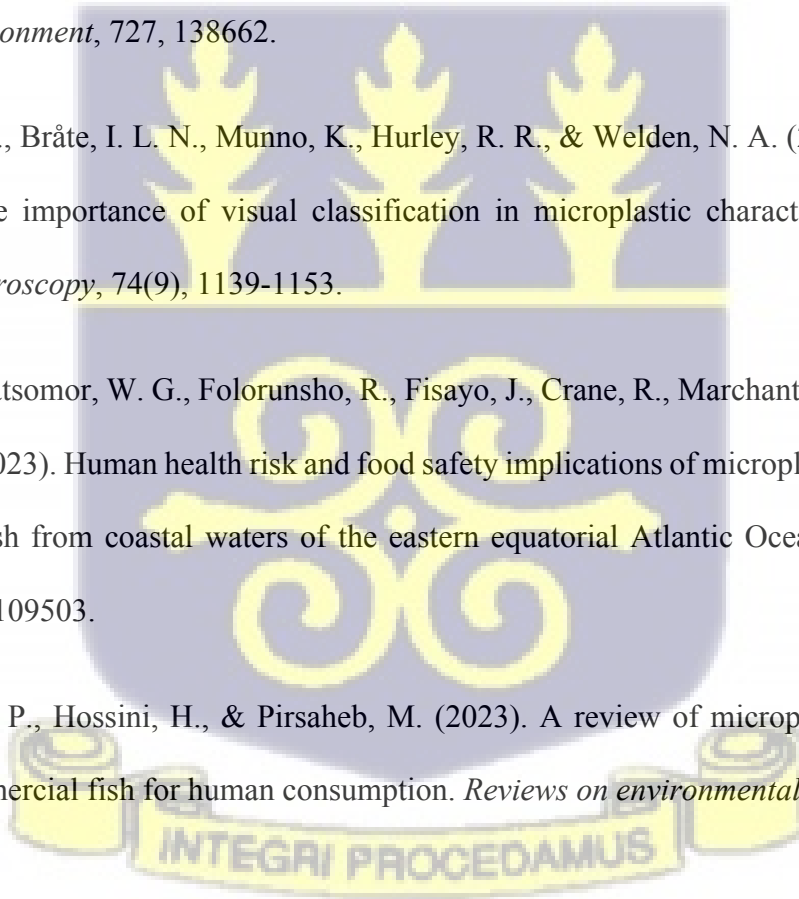 onment, 727, 138662.
., Bråte, I. L. N., Munno, K., Hurley, R. R., & Welden, N. A. (
e importance of visual classification in microplastic charact
roscopy, 74(9), 1139-1153.
tsomor, W. G., Folorunsho, R., Fisayo, J., Crane, R., Marchant
023). Human health risk and food safety implications of micropl
sh from coastal waters of the eastern equatorial Atlantic Ocea
109503.
P., Hossini, H., & Pirsaheb, M. (2023). A review of microp
nercial fish for human consumption. Reviews on environmental
INTEGRI PROCEDAMUS